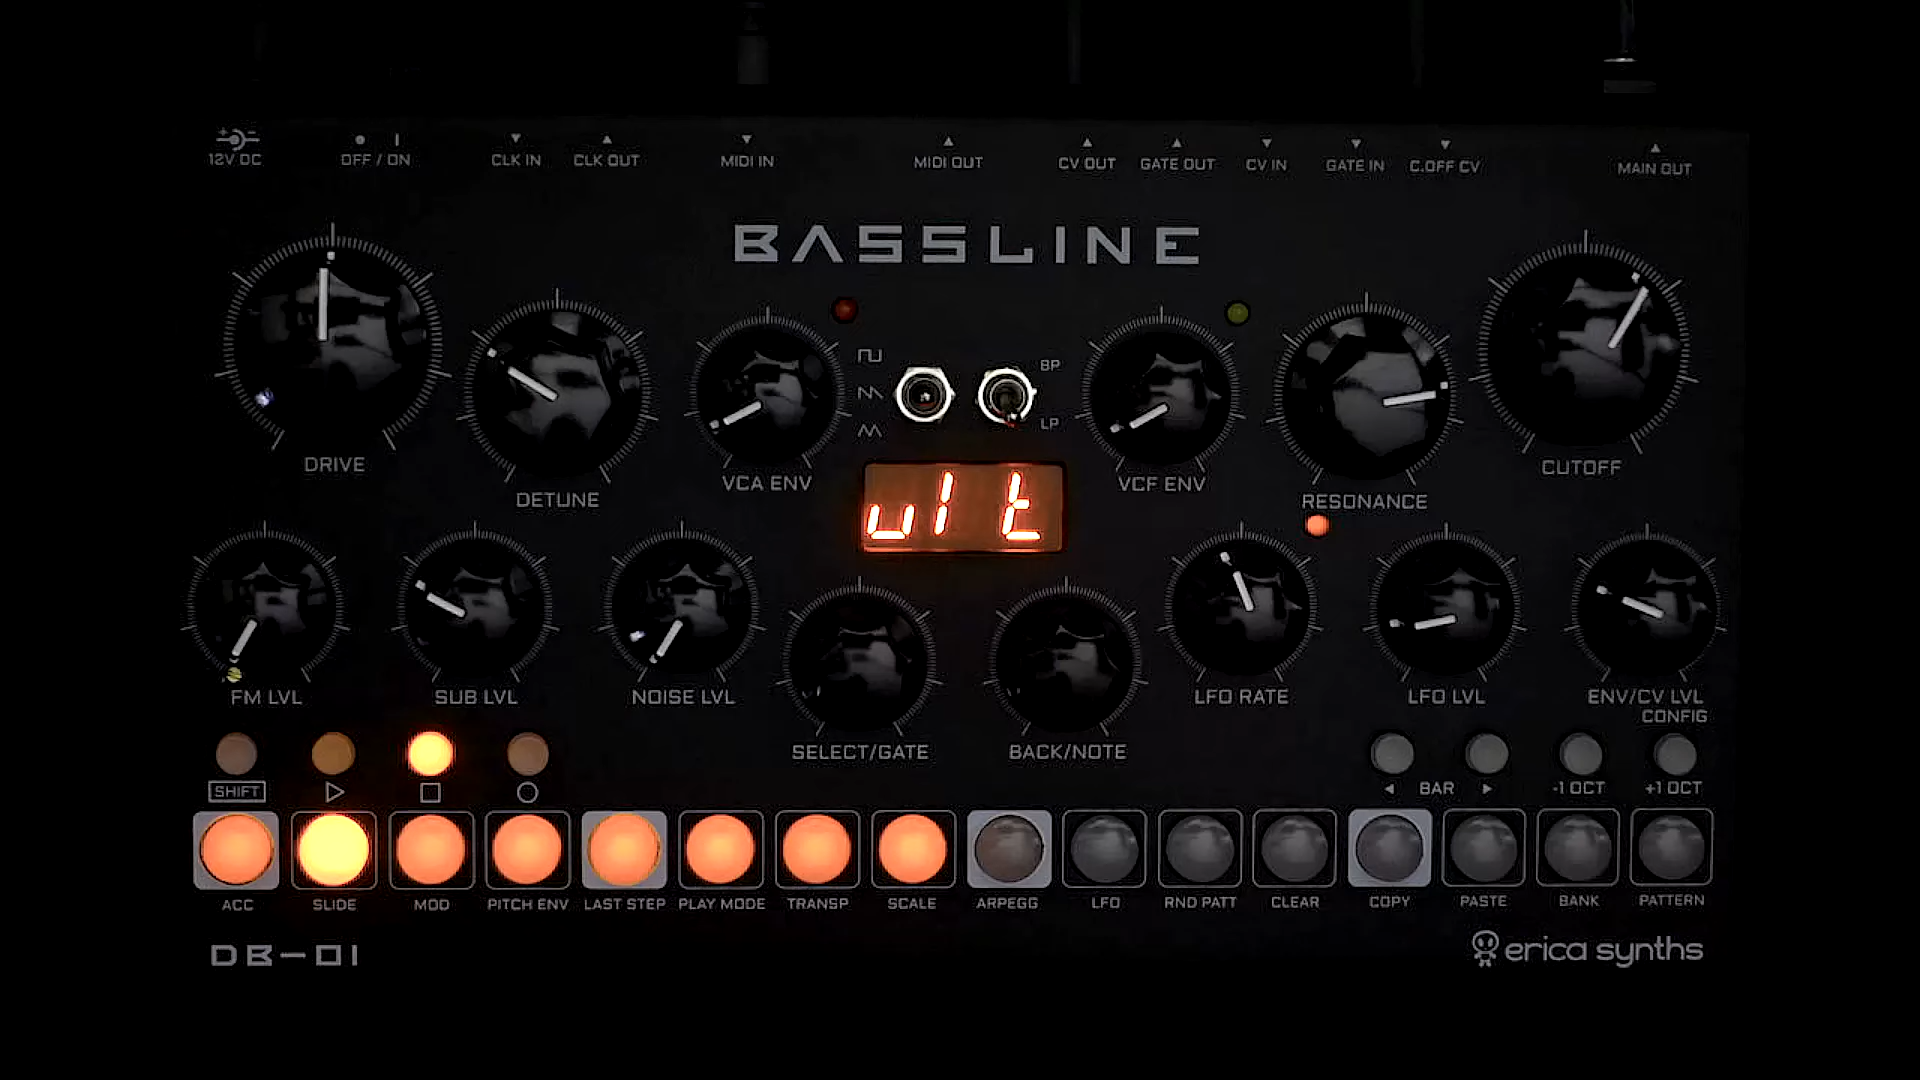 12V DC OFF / ON CLK IN CLK OUT MIDI IN MIDI OUT CV OUT GATE OUT CV IN GATE IN C.OFF CV MAIN OUT
BASSLINE
BP
LP
DRIVE DETUNE VCA ENV VCF ENV RESONANCE CUTOFF
FM LVL SUB LVL NOISE LVL LFO RATE LFO LVL ENV/CV LVL
CONFIG
SELECT/GATE BACK/NOTE
SHIFT BAR -1 OCT +1 OCT
ACC SLIDE MOD PITCH ENV LAST STEP PLAY MODE TRANSP SCALE ARPEGG LFO RND PATT CLEAR COPY PASTE BANK PATTERN
DB-01 erica synths